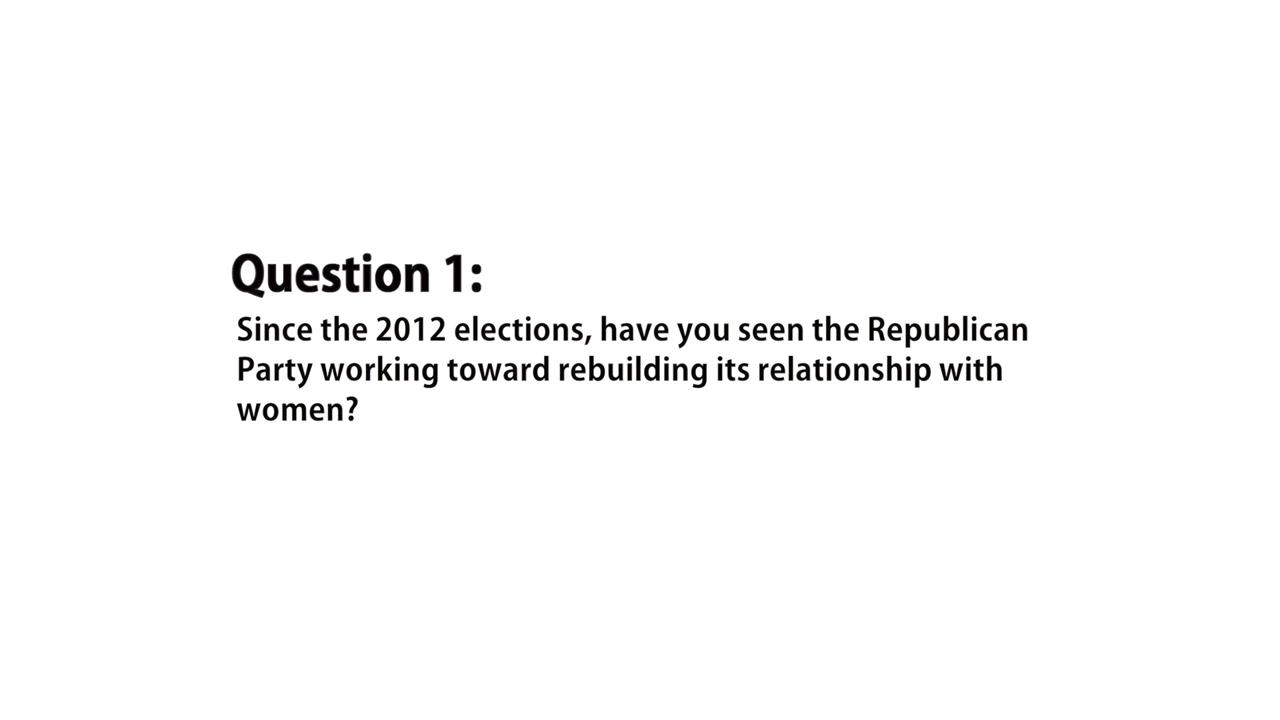 Question 1:
Since the 2012 elections, have you seen the Republican
Party working toward rebuilding its relationship with
women?